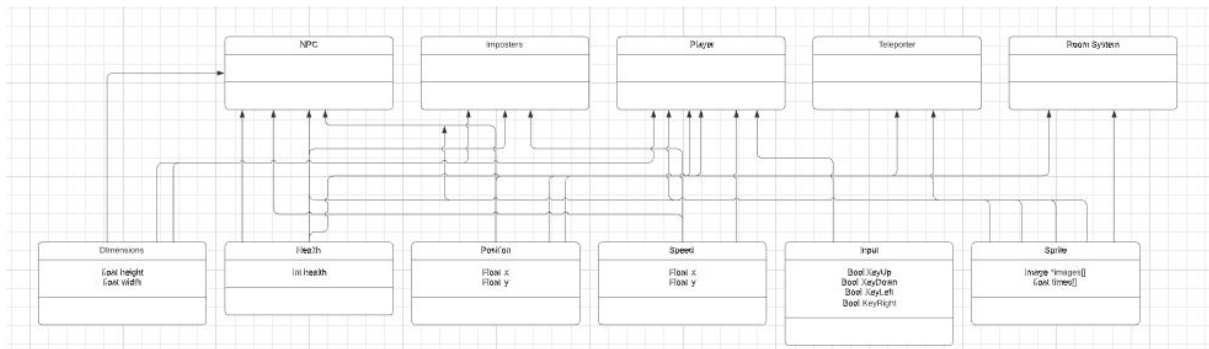 NPC
Imposters
Player
Teleporter
Room System
Dimensions
float height
float width
Health
int health
Position
Float x
Float y
Speed
Float x
Float y
Input
Bool KeyUp
Bool KeyDown
Bool KeyLeft
Bool KeyRight
Sprite
Image *images[]
float times[]